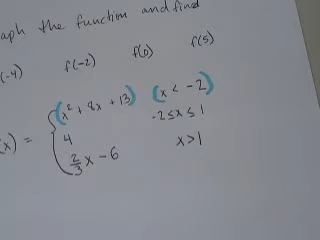 aph the function and find
(-4) f(-2) f(0) f(5)
(x² + 8x + 13) (x < -2)
(x) = 4 -2 ≤ x ≤ 1
2/3 x - 6 x > 1